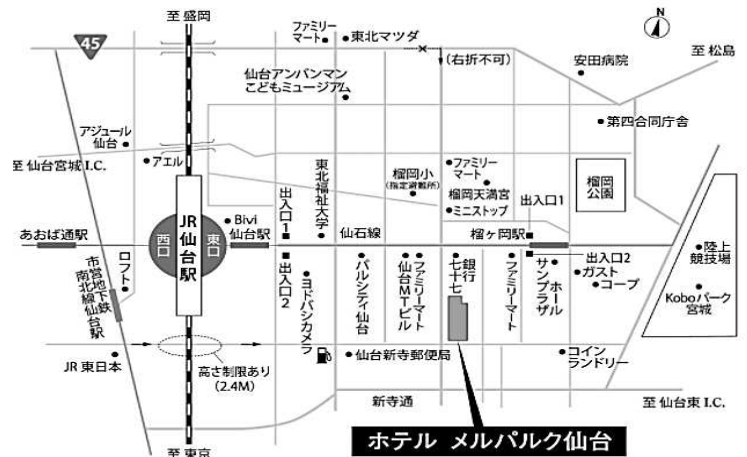 至 盛岡
45
ファミリー
マート
東北マツダ
N
(右折不可)
至 松島
安田病院
仙台アンパンマン
こどもミュージアム
第四合同庁舎
アジュール
仙台
至 仙台宮城 I.C.
アエル
東北福祉大学
榴岡小
(指定避難所)
ファミリー
マート
榴岡天満宮
ミニストップ
榴岡
公園
出入口1
出入口1
Bivi
仙台駅
JR仙台駅
西口
東口
あおば通駅
仙石線
榴ヶ岡駅
陸上
競技場
市営地下鉄
南北線仙台駅
ロフト
出入口2
ヨドバシカメラ
パルシティ仙台
仙台MTビル
ファミリーマート
七十七
銀行
ファミリーマート
サンプラザ
ホール
出入口2
ガスト
コープ
Koboパーク
宮城
JR 東日本
高さ制限あり
(2.4M)
仙台新寺郵便局
コイン
ランドリー
新寺通
至 仙台東 I.C.
至 東京
ホテル メルパルク仙台